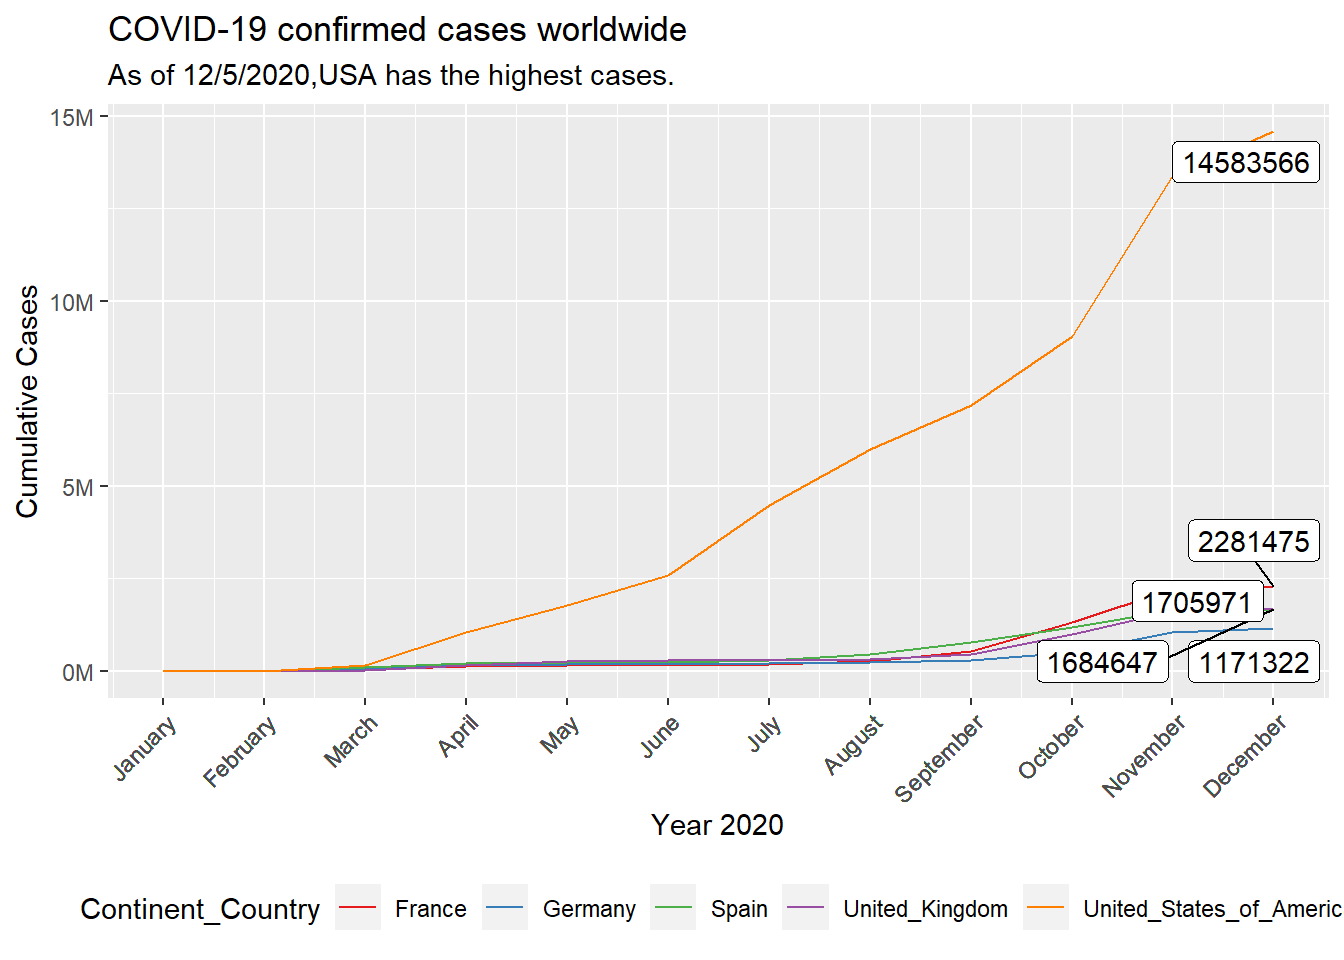 COVID-19 confirmed cases worldwide
As of 12/5/2020,USA has the highest cases.
Cumulative Cases
15M
10M
5M
0M
14583566
2281475
1705971
1684647
1171322
January
February
March
April
May
June
July
August
September
October
November
December
Year 2020
Continent_Country
France
Germany
Spain
United_Kingdom
United_States_of_Americ